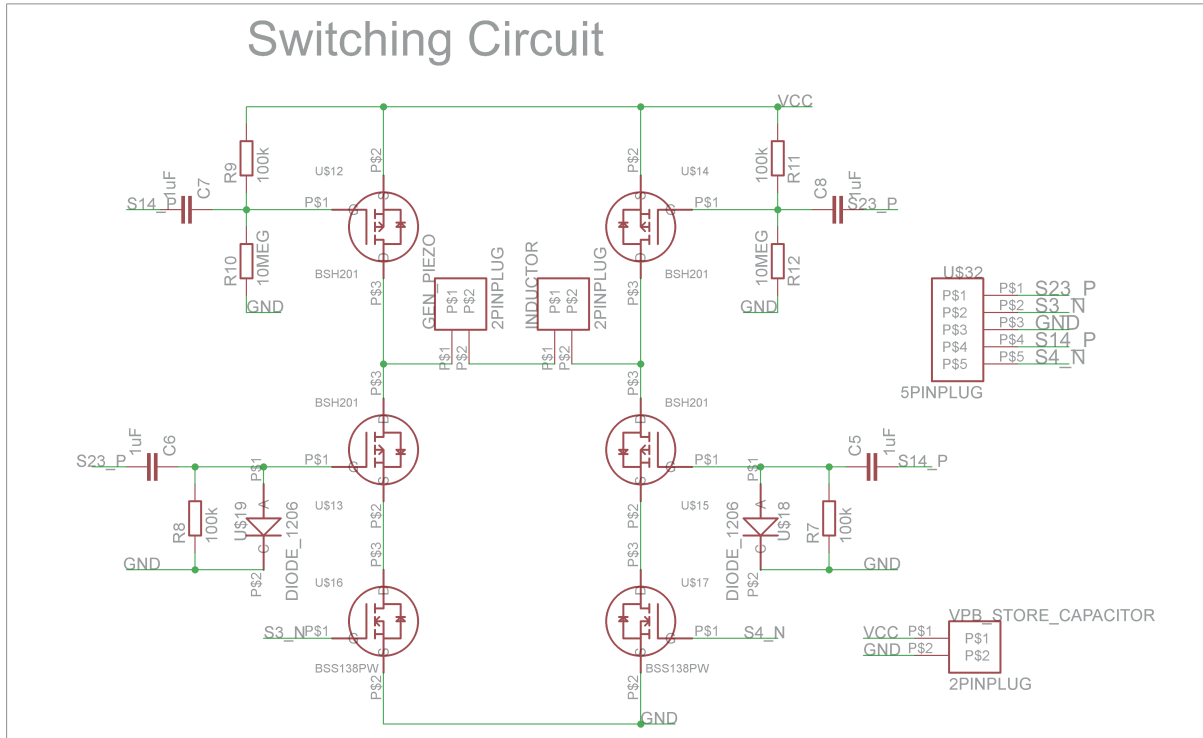 Switching Circuit
VCC
R9
100k
P$2
U$12
S
P$2
U$14
S
100k
R11
S14_P
1uF
C7
P$1
G
P$1
G
C8
1uF
S23_P
R10
10MEG
D
BSH201
P$3
GEN_PIEZO
P$1
P$2
2PINPLUG
INDUCTOR
P$1
P$2
2PINPLUG
D
BSH201
P$3
10MEG
R12
GND
GND
P$1
P$2
P$1
P$2
U$32
P$1
P$1
S23_P
P$2
P$2
S3_N
P$3
P$3
GND
P$4
P$4
S14_P
P$5
P$5
S4_N
5PINPLUG
P$3
BSH201
D
P$3
BSH201
D
S23_P
1uF
C6
P$1
P$1
G
P$1
G
P$1
C5
1uF
S14_P
R8
100k
U$19
A
C
DIODE_1206
P$2
S
U$13
P$2
S
U$15
P$2
DIODE_1206
A
C
U$18
P$2
R7
100k
GND
GND
P$3
U$16
D
P$3
U$17
D
S3_N
P$1
G
P$1
G
S4_N
S
BSS138PW
P$2
S
BSS138PW
P$2
GND
VPB_STORE_CAPACITOR
VCC
P$1
P$1
GND
P$2
P$2
2PINPLUG